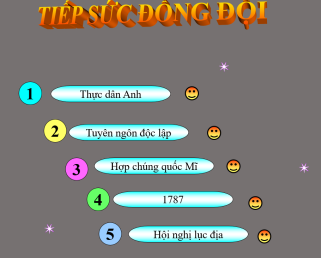 TIẾP SỨC ĐỒNG ĐỘI
1 Thực dân Anh
2 Tuyên ngôn độc lập
3 Hợp chúng quốc Mĩ
4 1787
5 Hội nghị lục địa